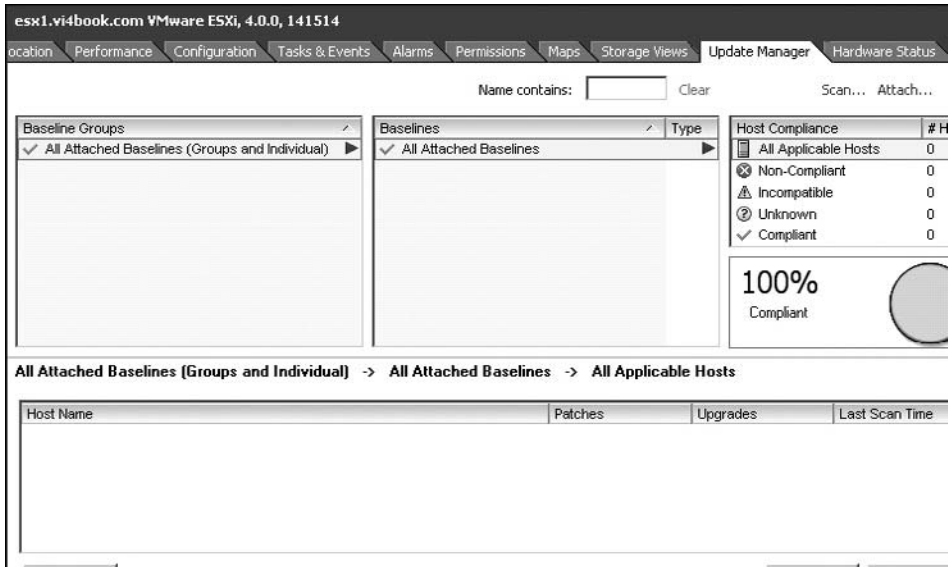 esx1.vi4book.com VMware ESXi, 4.0.0, 141514
ocation Performance Configuration Tasks & Events Alarms Permissions Maps Storage Views Update Manager Hardware Status
Name contains: Clear Scan... Attach...
Baseline Groups
All Attached Baselines (Groups and Individual)
Baselines Type
All Attached Baselines
Host Compliance # H
All Applicable Hosts 0
Non-Compliant 0
Incompatible 0
Unknown 0
Compliant 0
100%
Compliant
All Attached Baselines (Groups and Individual) -> All Attached Baselines -> All Applicable Hosts
Host Name Patches Upgrades Last Scan Time